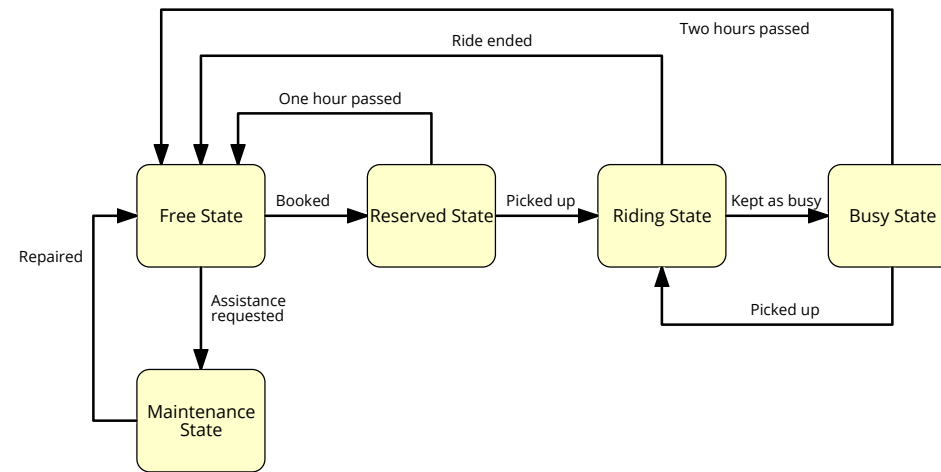 Two hours passed
Ride ended
One hour passed
Free State
Booked
Reserved State
Picked up
Riding State
Kept as busy
Busy State
Repaired
Assistance
requested
Picked up
Maintenance
State